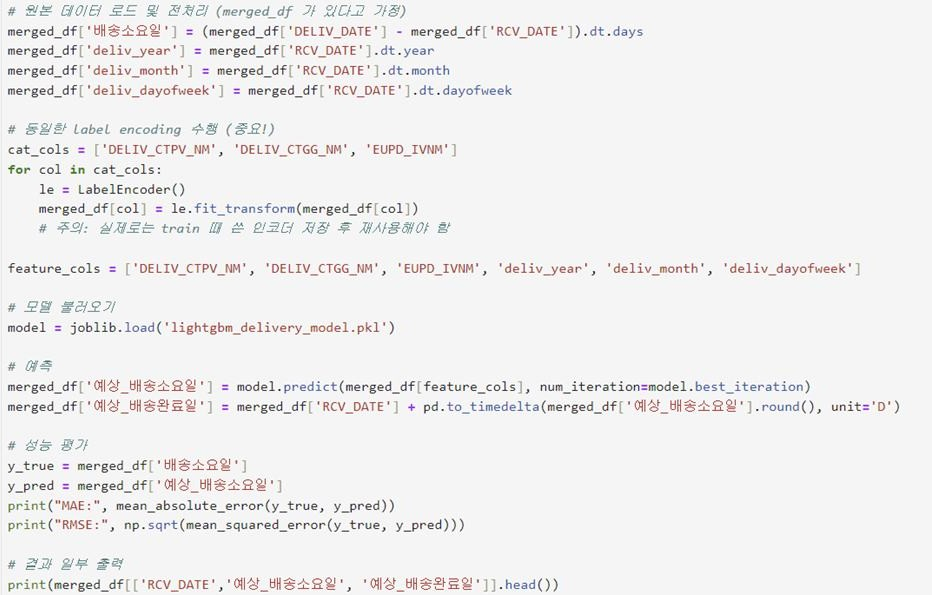 # 원본 데이터 로드 및 전처리 (merged_df 가 있다고 가정)
merged_df['배송소요일'] = (merged_df['DELIV_DATE'] - merged_df['RCV_DATE']).dt.days
merged_df['deliv_year'] = merged_df['RCV_DATE'].dt.year
merged_df['deliv_month'] = merged_df['RCV_DATE'].dt.month
merged_df['deliv_dayofweek'] = merged_df['RCV_DATE'].dt.dayofweek
# 동일한 Label encoding 수행 (중요!)
cat_cols = ['DELIV_CTPV_NM', 'DELIV_CTGG_NM', 'EUPD_IVNM']
for col in cat_cols:
    le = LabelEncoder()
    merged_df[col] = le.fit_transform(merged_df[col])
    # 주의: 실제로는 train 때 쓴 인코더 저장 후 재사용해야 함
feature_cols = ['DELIV_CTPV_NM', 'DELIV_CTGG_NM', 'EUPD_IVNM', 'deliv_year', 'deliv_month', 'deliv_dayofweek']
# 모델 불러오기
model = joblib.load('lightgbm_delivery_model.pkl')
# 예측
merged_df['예상_배송소요일'] = model.predict(merged_df[feature_cols], num_iteration=model.best_iteration)
merged_df['예상_배송완료일'] = merged_df['RCV_DATE'] + pd.to_timedelta(merged_df['예상_배송소요일'].round(), unit='D')
# 성능 평가
y_true = merged_df['배송소요일']
y_pred = merged_df['예상_배송소요일']
print("MAE:", mean_absolute_error(y_true, y_pred))
print("RMSE:", np.sqrt(mean_squared_error(y_true, y_pred)))
# 결과 일부 출력
print(merged_df[['RCV_DATE','예상_배송소요일', '예상_배송완료일']].head())